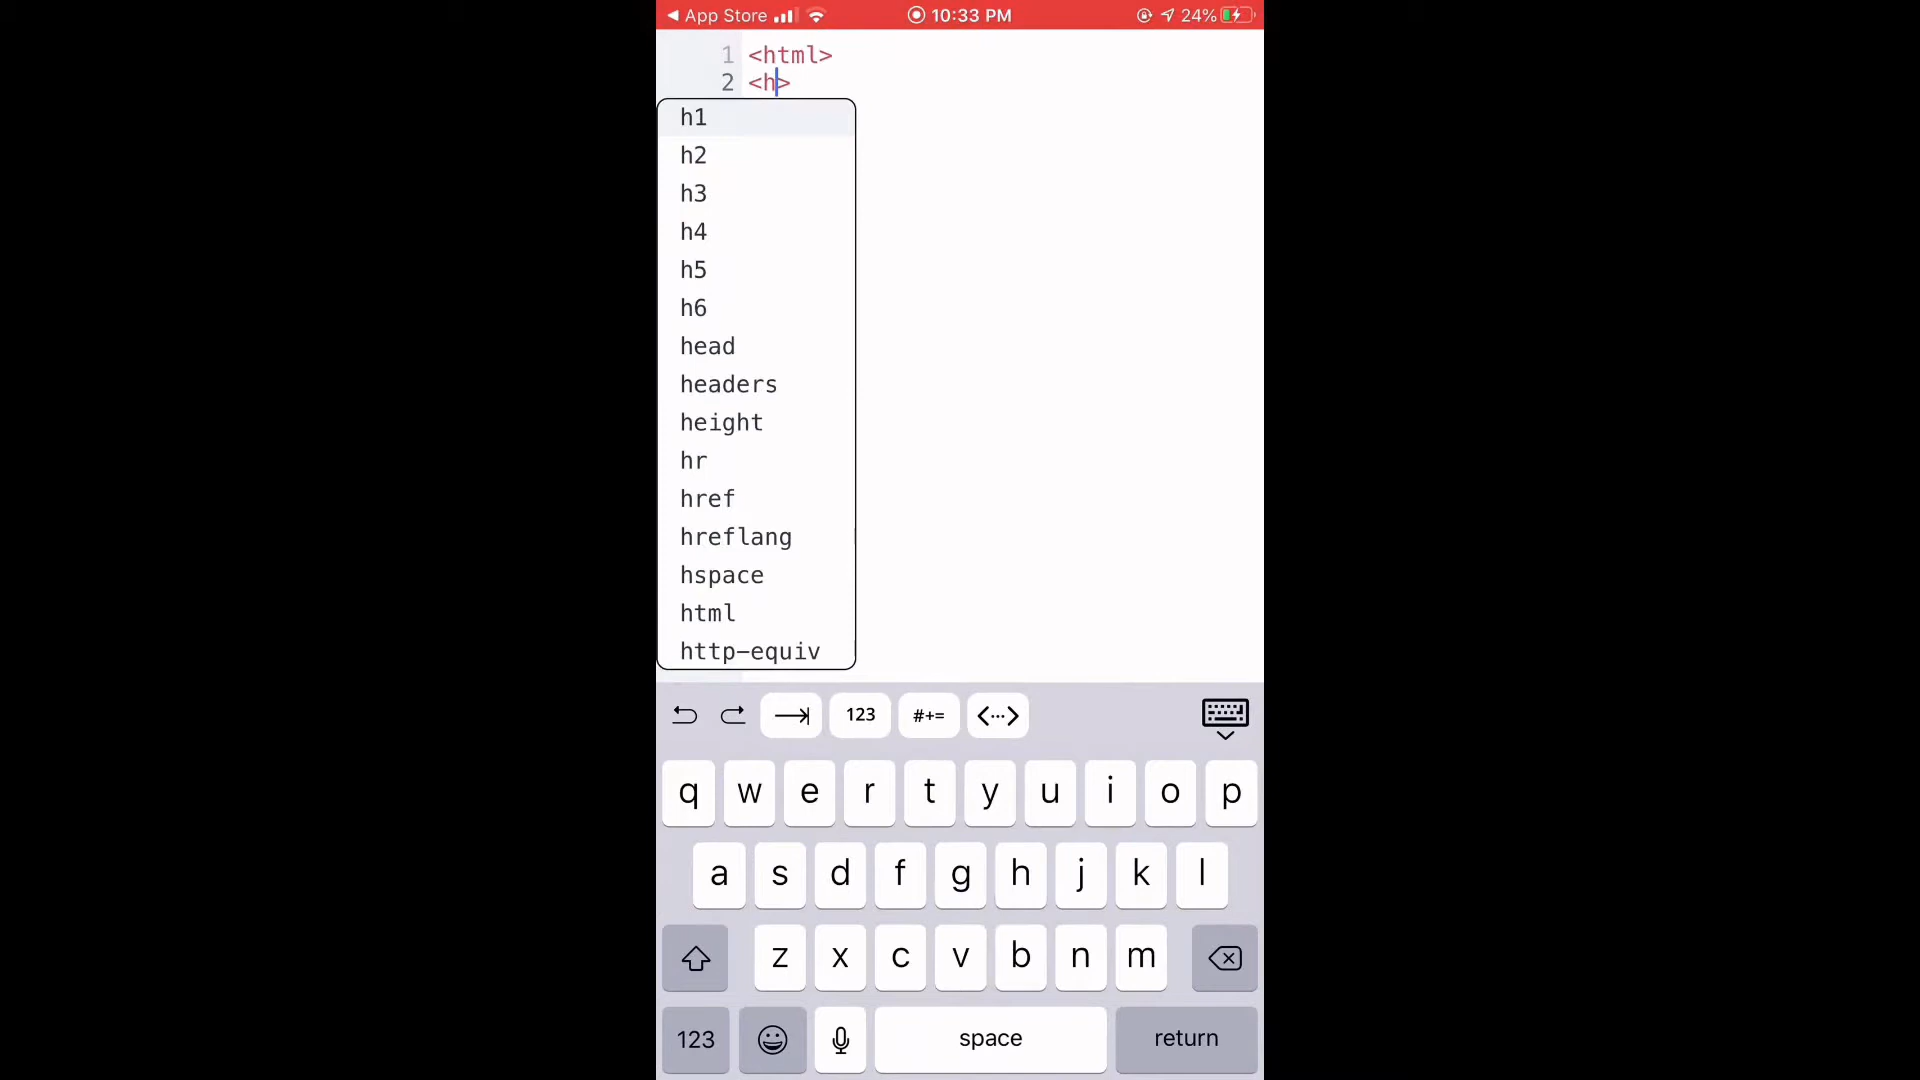 App Store 10:33 PM 24%
1 <html>
2 <h>
h1
h2
h3
h4
h5
h6
head
headers
height
hr
href
hreflang
hspace
html
http-equiv
123 #+= <···>
q w e r t y u i o p
a s d f g h j k l
z x c v b n m
123 space return